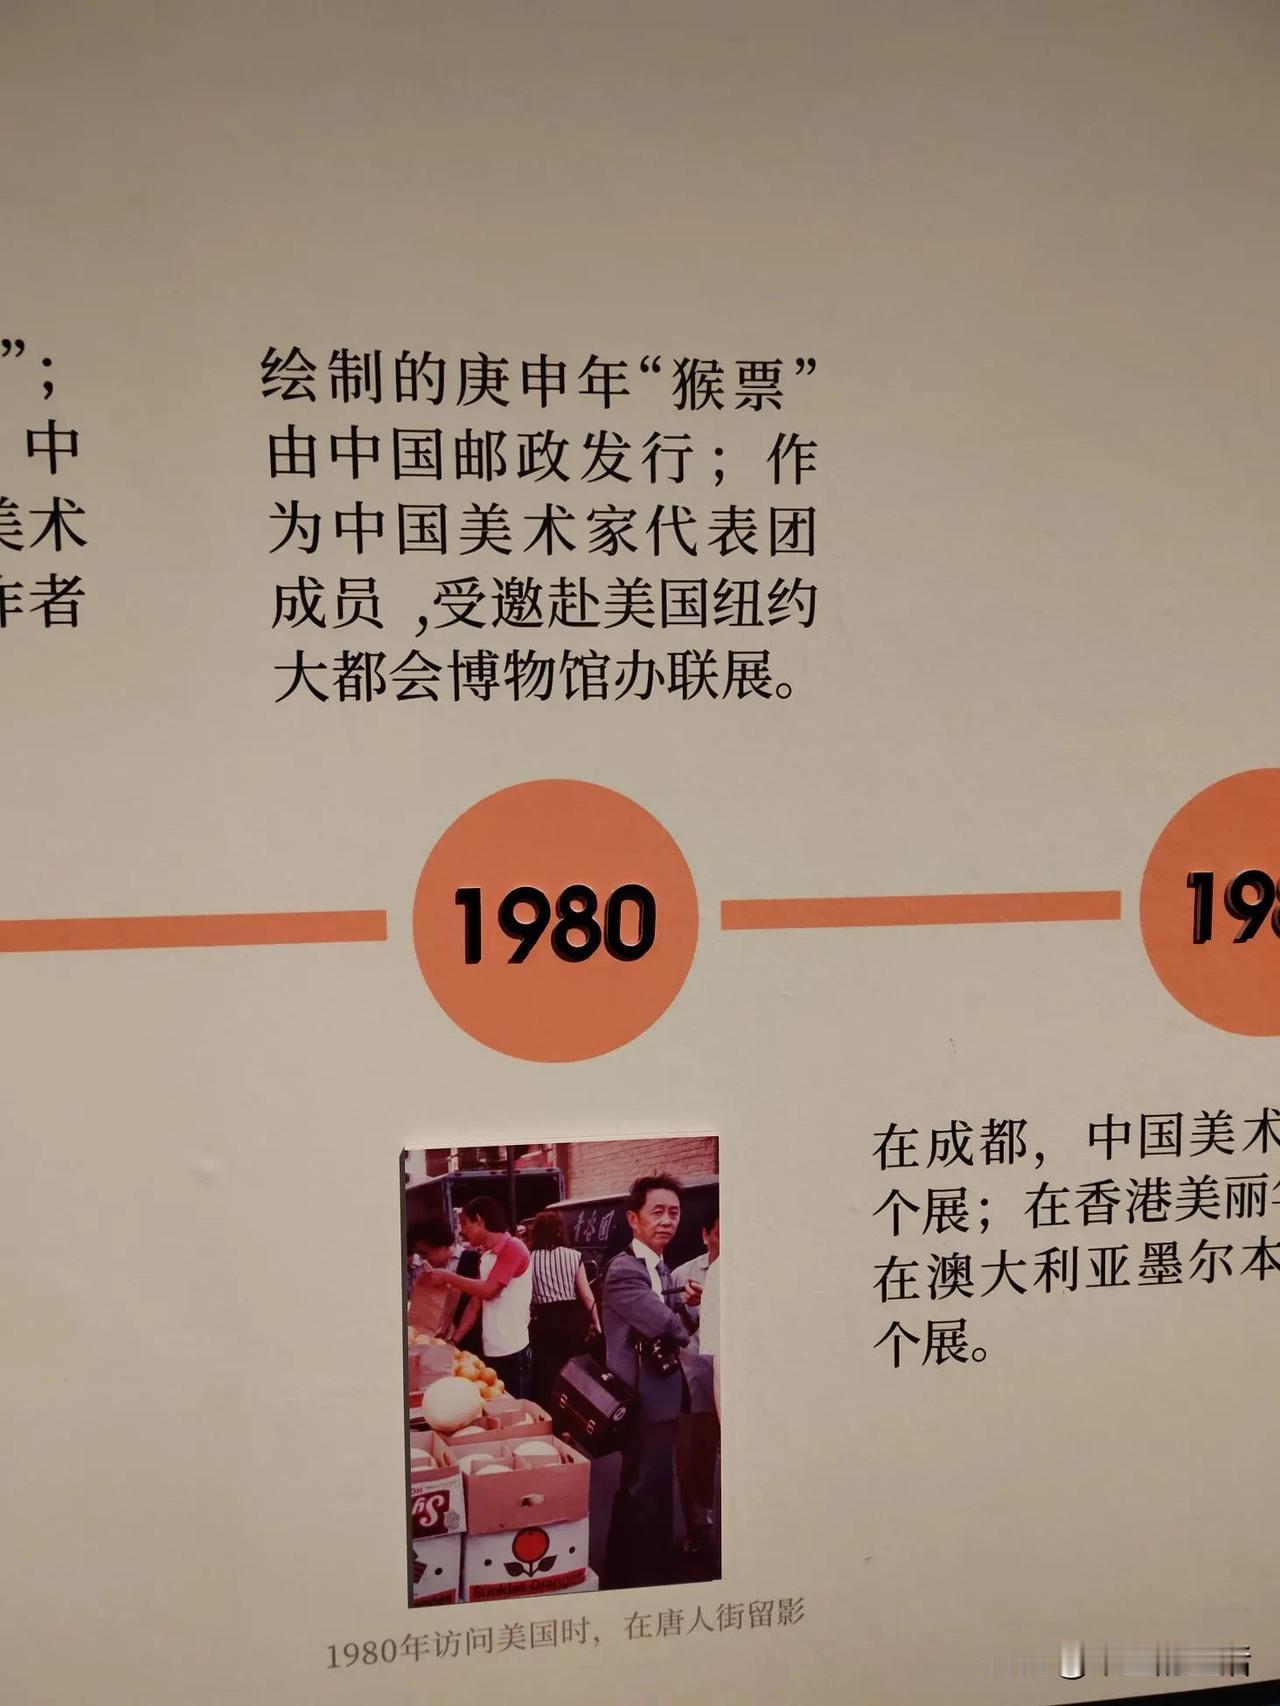 ”；
中
美术
作者
绘制的庚申年“猴票”
由中国邮政发行；作
为中国美术家代表团
成员 ,受邀赴美国纽约
大都会博物馆办联展。
1980
198
在成都，中国美术
个展；在香港美丽
在澳大利亚墨尔本
个展。
Sunkist Oranges
1980年访问美国时，在唐人街留影